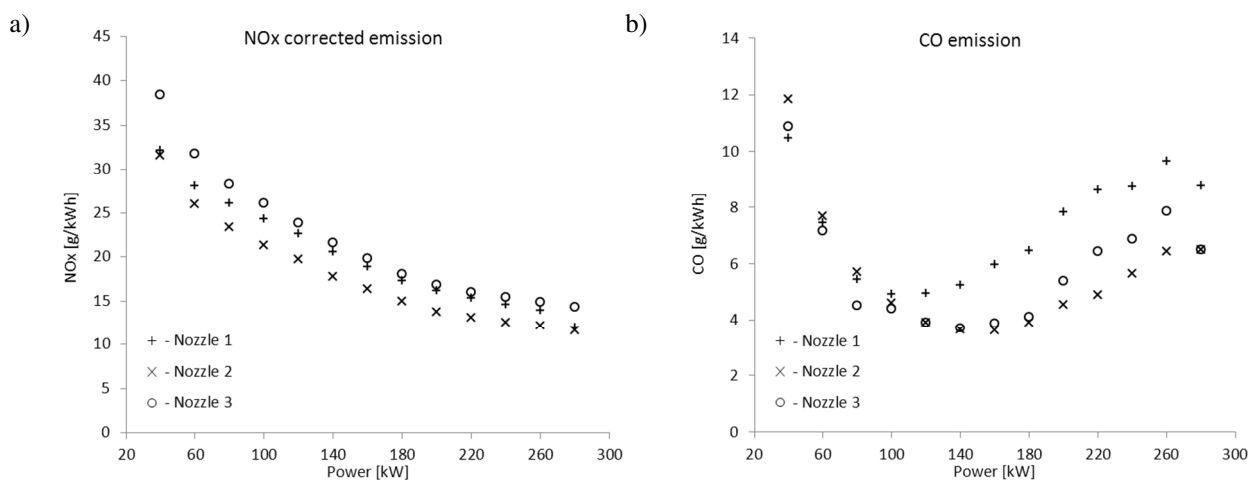 a)
NOx corrected emission
NOx [g/kWh]
45
40
35
30
25
20
15
10
5
0
+ - Nozzle 1
× - Nozzle 2
○ - Nozzle 3
20 60 100 140 180 220 260 300
Power [kW]
b)
CO emission
CO [g/kWh]
14
12
10
8
6
4
2
0
+ - Nozzle 1
× - Nozzle 2
○ - Nozzle 3
20 60 100 140 180 220 260 300
Power [kW]